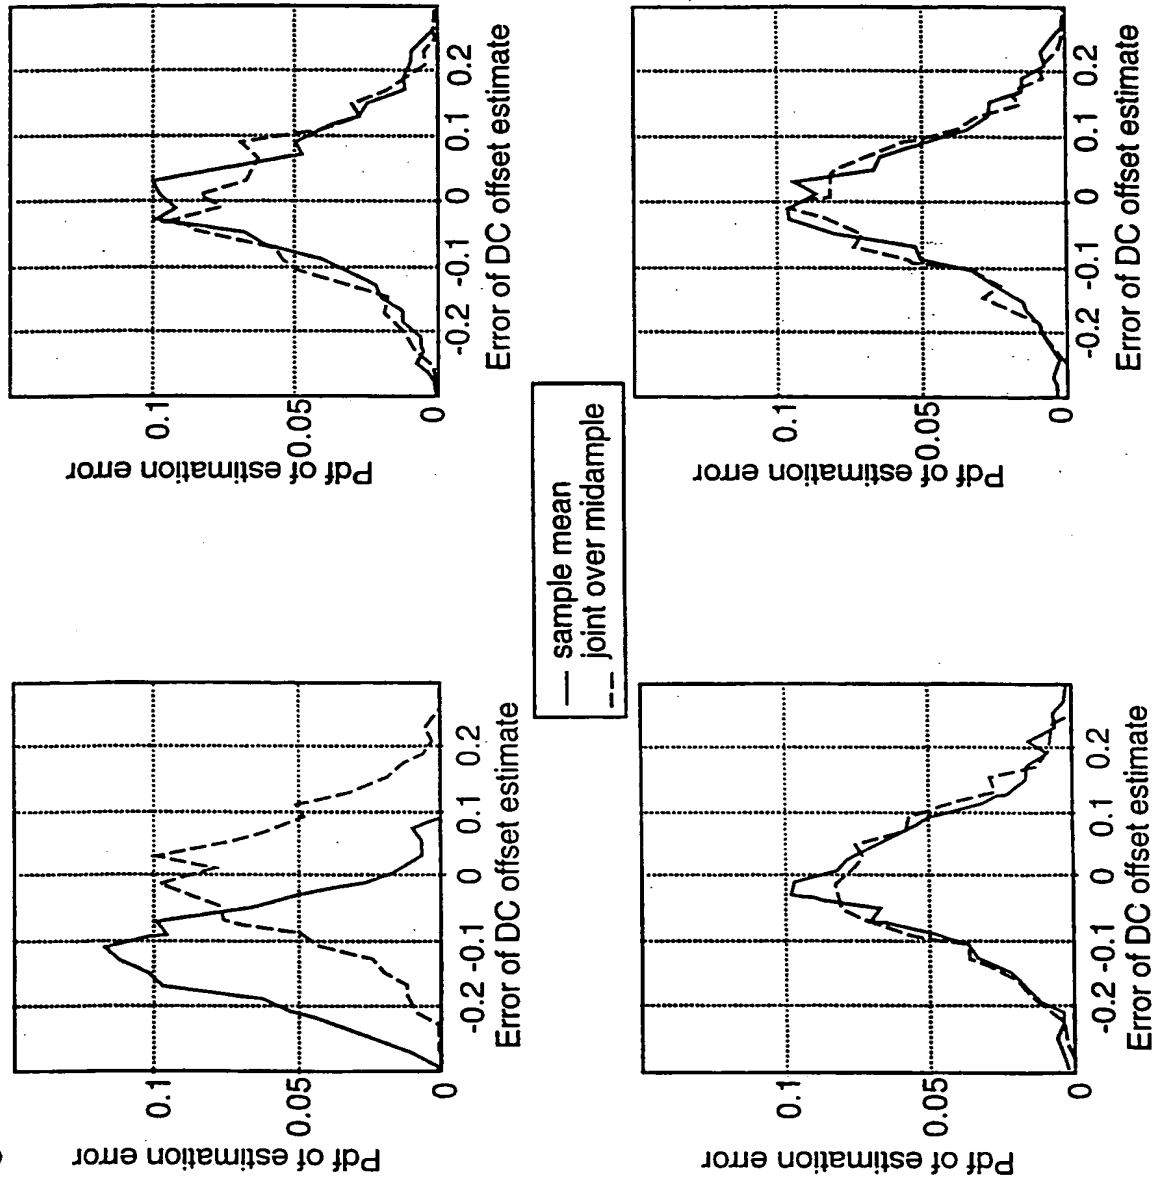 Pdf of estimation error
0.1
0.05
0
-0.2 -0.1 0 0.1 0.2
Error of DC offset estimate
Pdf of estimation error
0.1
0.05
0
-0.2 -0.1 0 0.1 0.2
Error of DC offset estimate
sample mean
joint over midample
Pdf of estimation error
0.1
0.05
0
-0.2 -0.1 0 0.1 0.2
Error of DC offset estimate
Pdf of estimation error
0.1
0.05
0
-0.2 -0.1 0 0.1 0.2
Error of DC offset estimate